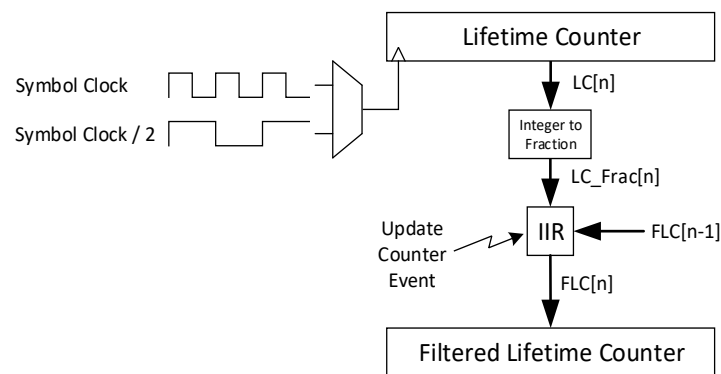 Lifetime Counter
Symbol Clock
LC[n]
Symbol Clock / 2
Integer to
Fraction
LC_Frac[n]
Update
Counter
Event
IIR
FLC[n-1]
FLC[n]
Filtered Lifetime Counter